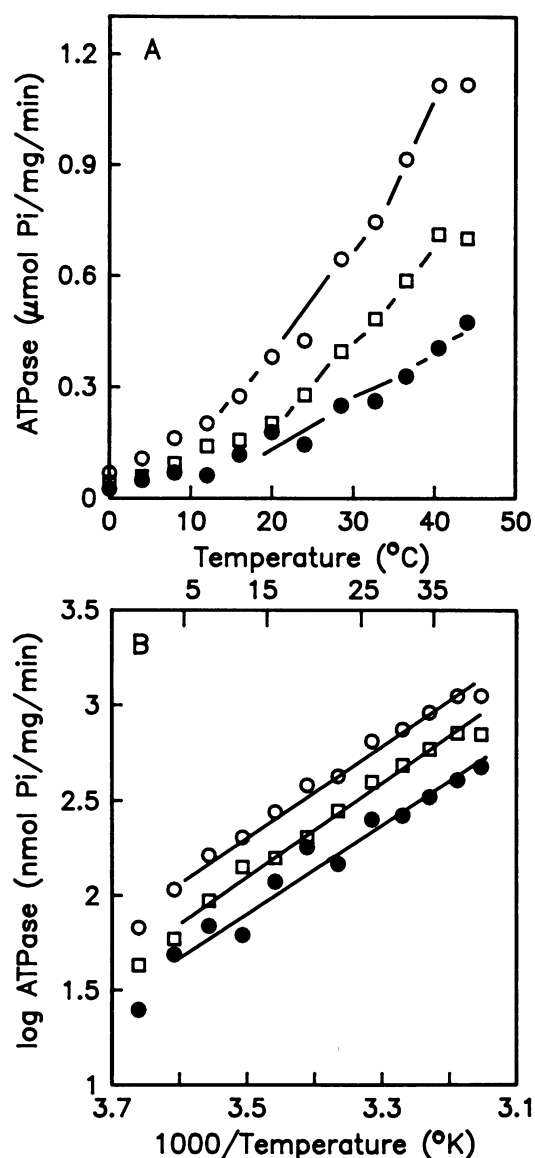 A
1.2
0.9
0.6
0.3
0
ATPase (μmol Pi/mg/min)
0 10 20 30 40 50
Temperature (°C)
5 15 25 35
B
3.5
3
2.5
2
1.5
1
log ATPase (nmol Pi/mg/min)
3.7 3.5 3.3 3.1
1000/Temperature (°K)